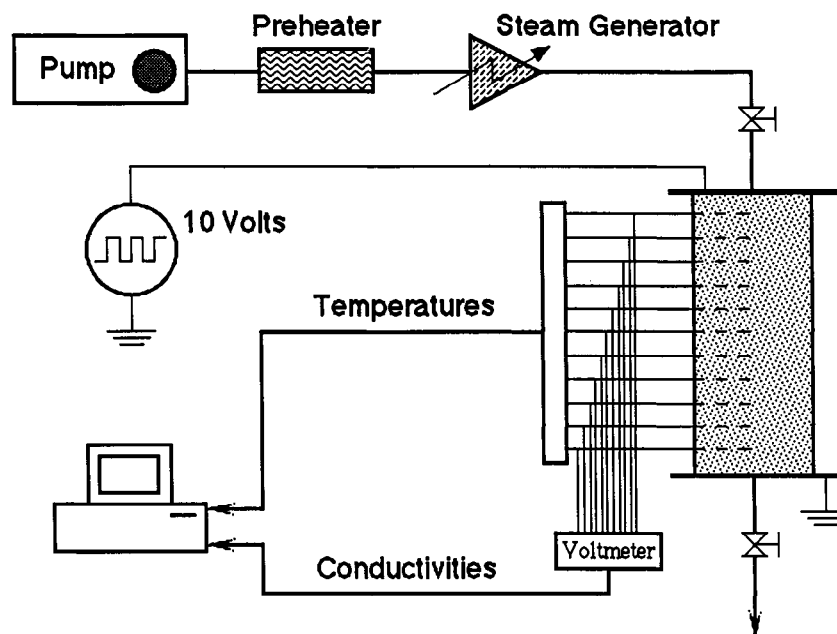 Preheater
Steam Generator
Pump
10 Volts
Temperatures
Voltmeter
Conductivities